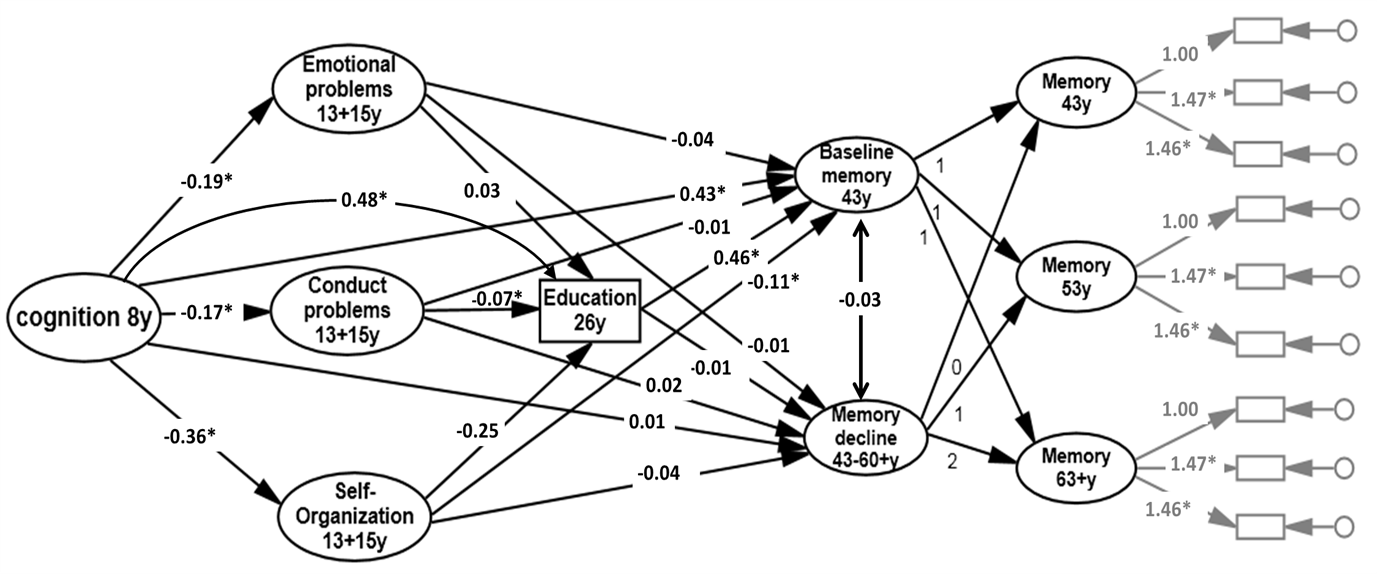 Emotional
problems
13+15y
-0.19*
0.48*
0.03
-0.04
0.43*
-0.01
cognition 8y
-0.17*
Conduct
problems
13+15y
-0.07*
Education
26y
0.46*
-0.11*
-0.01
-0.01
0.02
0.01
-0.36*
-0.25
-0.04
Self-
Organization
13+15y
Baseline
memory
43y
-0.03
Memory
decline
43-60+y
1
1
1
0
1
2
Memory
43y
1.00
1.47*
1.46*
Memory
53y
1.00
1.47*
1.46*
Memory
63+y
1.00
1.47*
1.46*